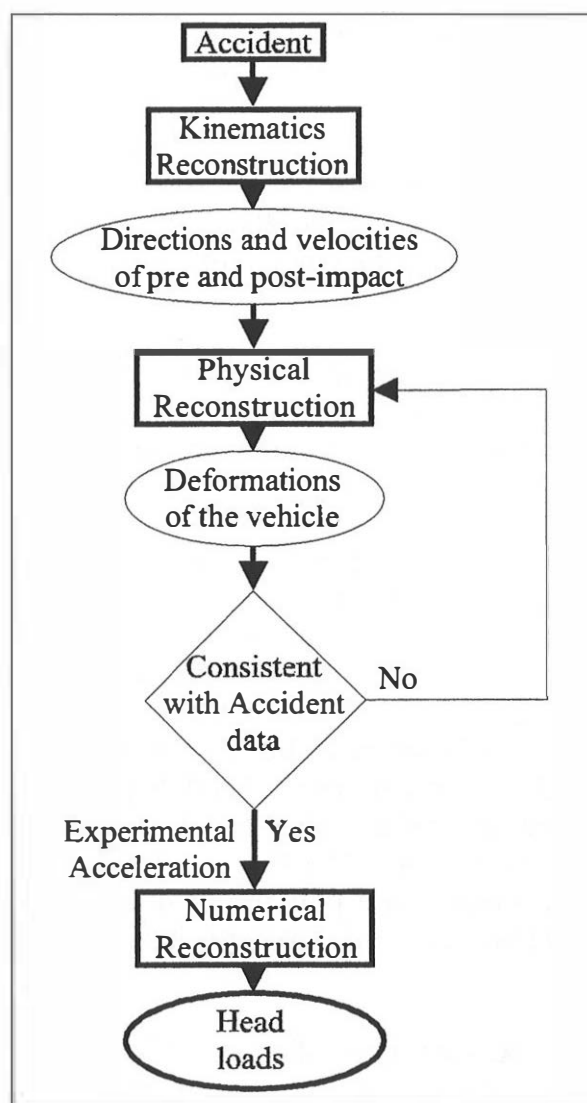 Accident
Kinematics
Reconstruction
Directions and velocities
of pre and post-impact
Physical
Reconstruction
Deformations
of the vehicle
Consistent
with Accident
data
No
Experimental
Acceleration
Yes
Numerical
Reconstruction
Head
loads